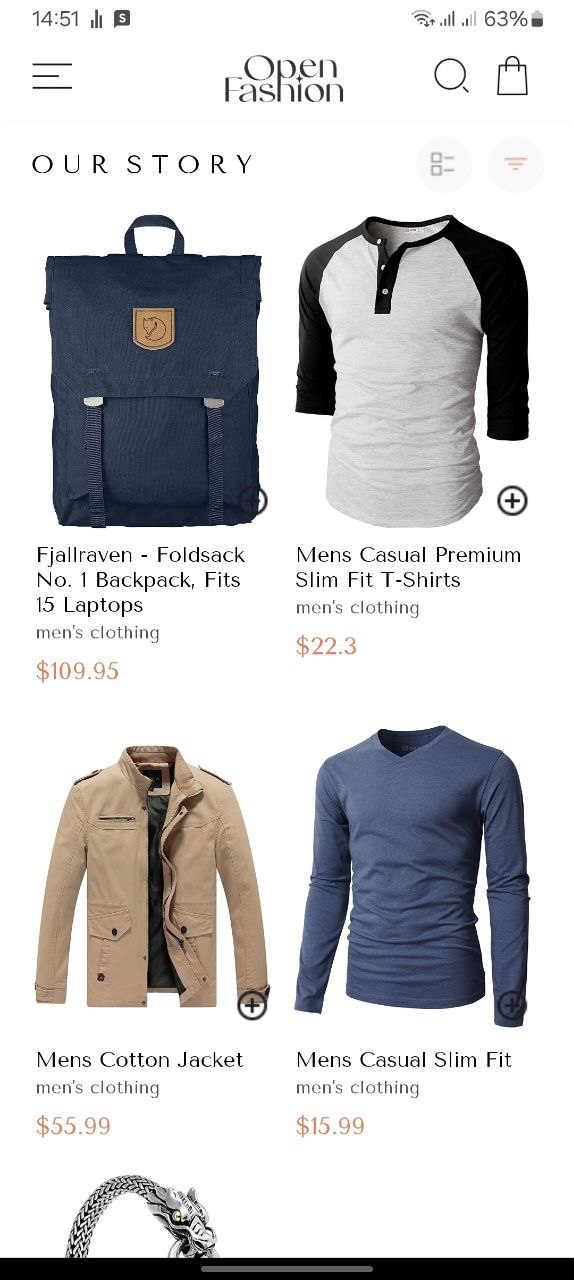 14:51
63%
Open
Fashion
OUR STORY
Fjallraven - Foldsack
No. 1 Backpack, Fits
15 Laptops
men's clothing
$109.95
Mens Casual Premium
Slim Fit T-Shirts
men's clothing
$22.3
Mens Cotton Jacket
men's clothing
$55.99
Mens Casual Slim Fit
men's clothing
$15.99